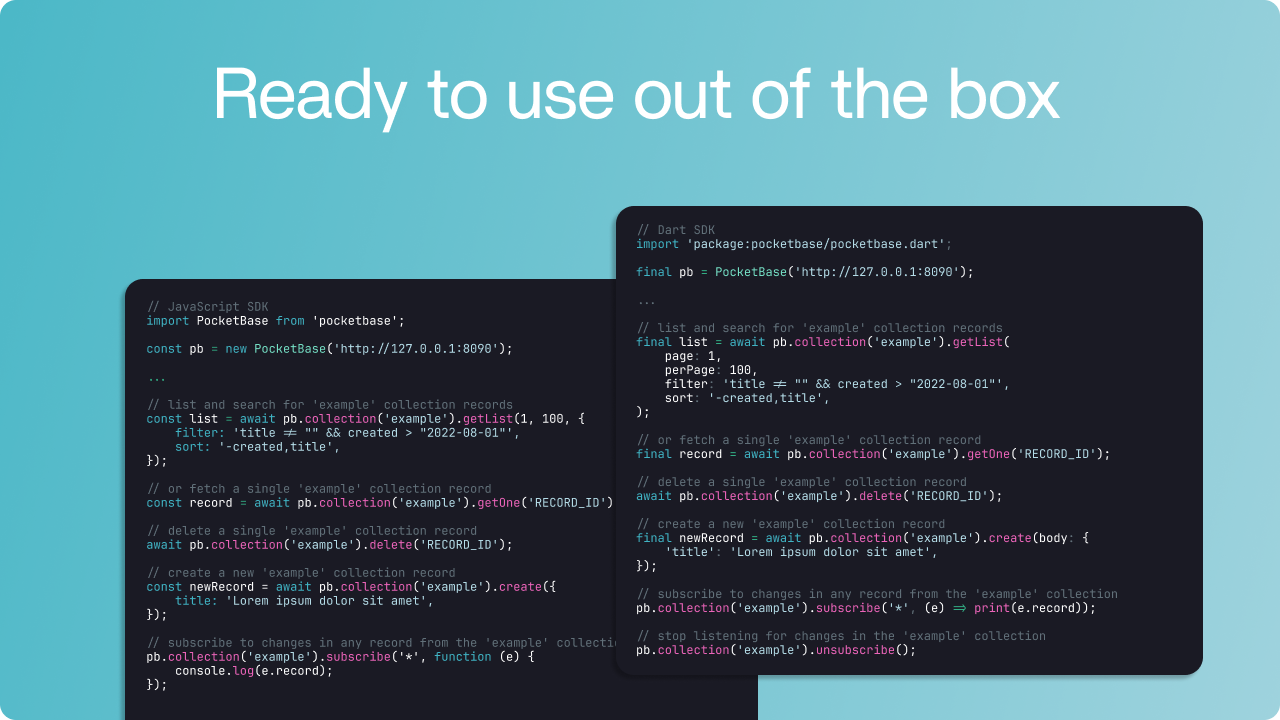 Ready to use out of the box
// JavaScript SDK
import PocketBase from 'pocketbase';
const pb = new PocketBase('http://127.0.0.1:8090');
...
// list and search for 'example' collection records
const list = await pb.collection('example').getList(1, 100, {
    filter: 'title != "" && created > "2022-08-01"',
    sort: '-created,title',
});
// or fetch a single 'example' collection record
const record = await pb.collection('example').getOne('RECORD_ID')
// delete a single 'example' collection record
await pb.collection('example').delete('RECORD_ID');
// create a new 'example' collection record
const newRecord = await pb.collection('example').create({
    title: 'Lorem ipsum dolor sit amet',
});
// subscribe to changes in any record from the 'example'
pb.collection('example').subscribe('*', function (e) {
    console.log(e.record);
});
// Dart SDK
import 'package:pocketbase/pocketbase.dart';
final pb = PocketBase('http://127.0.0.1:8090');
...
// list and search for 'example' collection records
final list = await pb.collection('example').getList(
    page: 1,
    perPage: 100,
    filter: 'title != "" && created > "2022-08-01"',
    sort: '-created,title',
);
// or fetch a single 'example' collection record
final record = await pb.collection('example').getOne('RECORD_ID');
// delete a single 'example' collection record
await pb.collection('example').delete('RECORD_ID');
// create a new 'example' collection record
final newRecord = await pb.collection('example').create(body: {
    'title': 'Lorem ipsum dolor sit amet',
});
// subscribe to changes in any record from the 'example' collection
pb.collection('example').subscribe('*', (e) => print(e.record));
// stop listening for changes in the 'example' collection
pb.collection('example').unsubscribe();